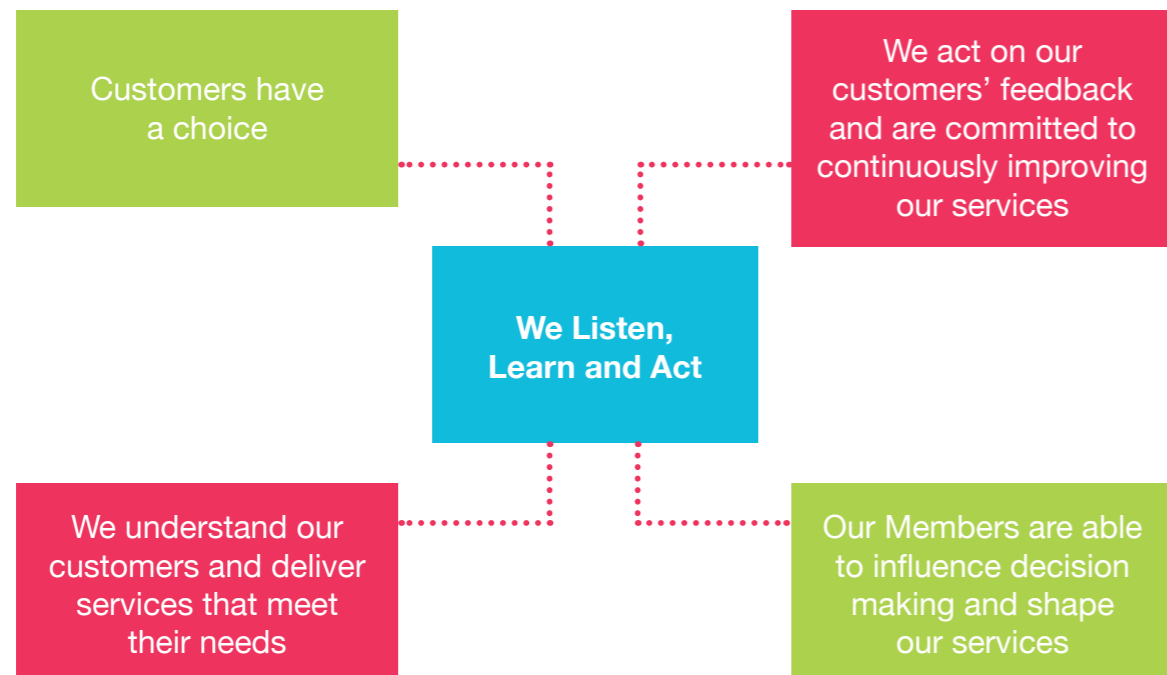 Customers have
a choice
We act on our
customers’ feedback
and are committed to
continuously improving
our services
We Listen,
Learn and Act
We understand our
customers and deliver
services that meet
their needs
Our Members are able
to influence decision
making and shape
our services